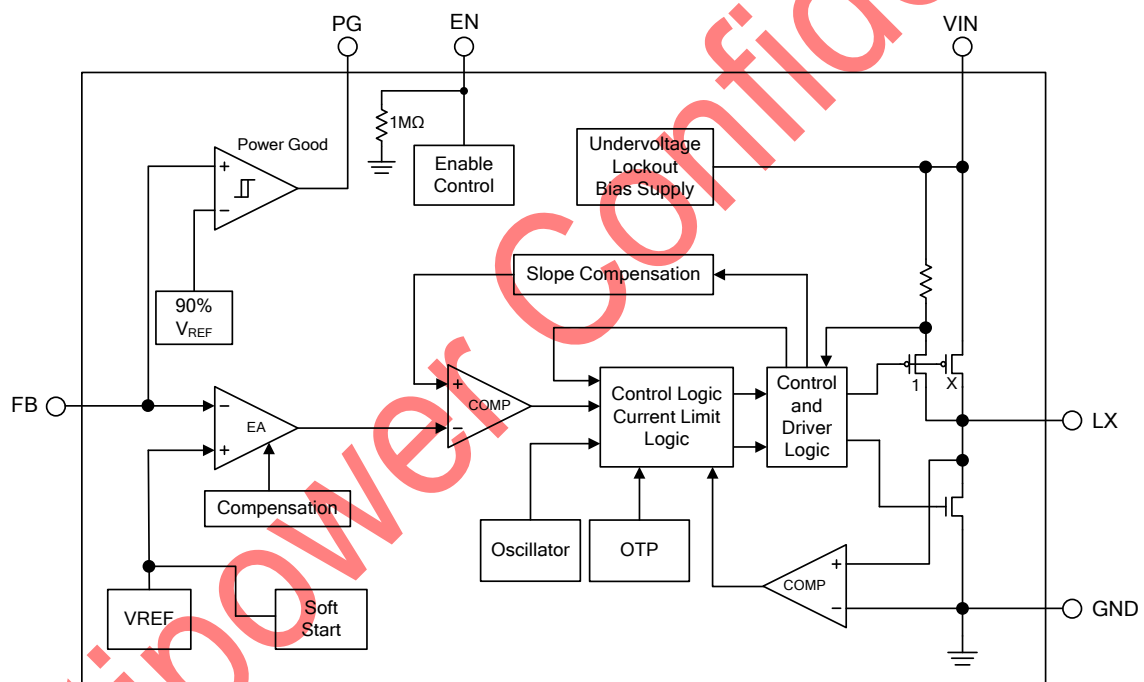 PG
EN
VIN
1MΩ
Power Good
+
−
Enable
Control
Undervoltage
Lockout
Bias Supply
Slope Compensation
90%
VREF
FB
−
EA
+
+
COMP
−
Control Logic
Current Limit
Logic
Control
and
Driver
Logic
1
X
LX
Compensation
Oscillator
OTP
+
COMP
−
VREF
Soft
Start
GND